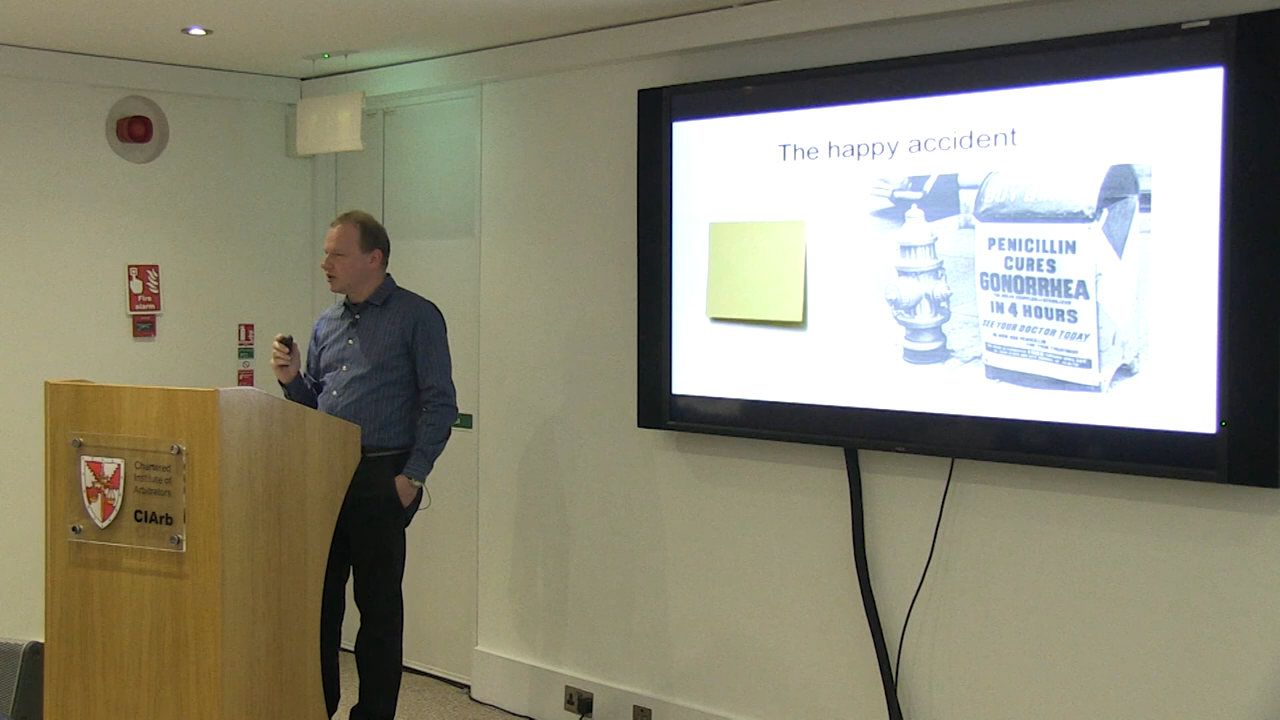 The happy accident
PENICILLIN
CURES
GONORRHEA
IN 4 HOURS
SEE YOUR DOCTOR TODAY
Fire
alarm
Chartered
Institute of
Arbitrators
CIArb